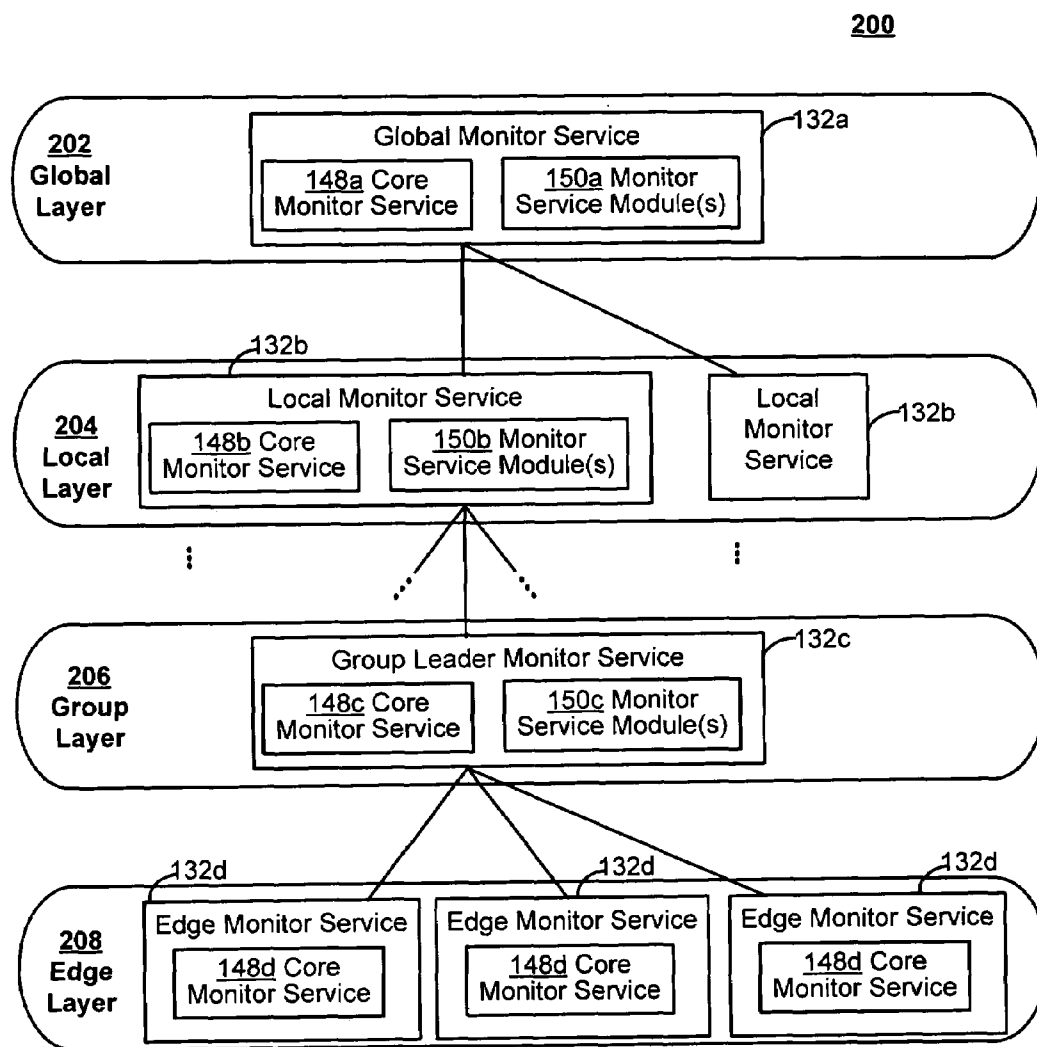 200
202
Global
Layer
132a
Global Monitor Service
148a Core
Monitor Service
150a Monitor
Service Module(s)
204
Local
Layer
132b
Local Monitor Service
148b Core
Monitor Service
150b Monitor
Service Module(s)
Local
Monitor
Service
132b
206
Group
Layer
132c
Group Leader Monitor Service
148c Core
Monitor Service
150c Monitor
Service Module(s)
208
Edge
Layer
132d
Edge Monitor Service
148d Core
Monitor Service
132d
Edge Monitor Service
148d Core
Monitor Service
132d
Edge Monitor Service
148d Core
Monitor Service